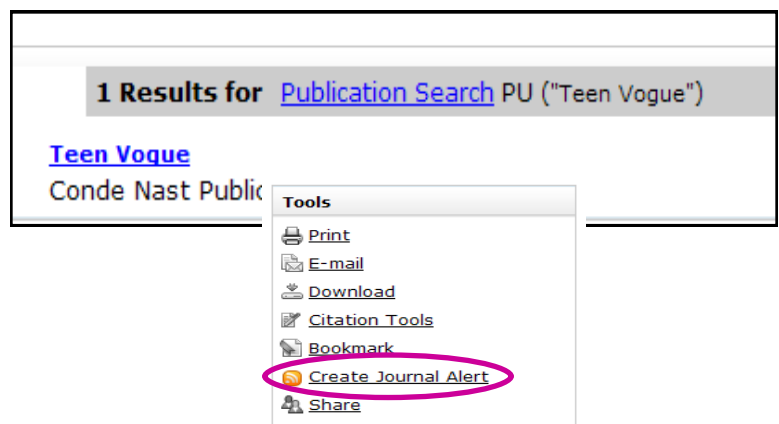 1 Results for Publication Search PU ("Teen Vogue")
Teen Vogue
Conde Nast
Tools
Print
E-mail
Download
Citation Tools
Bookmark
Create Journal Alert
Share